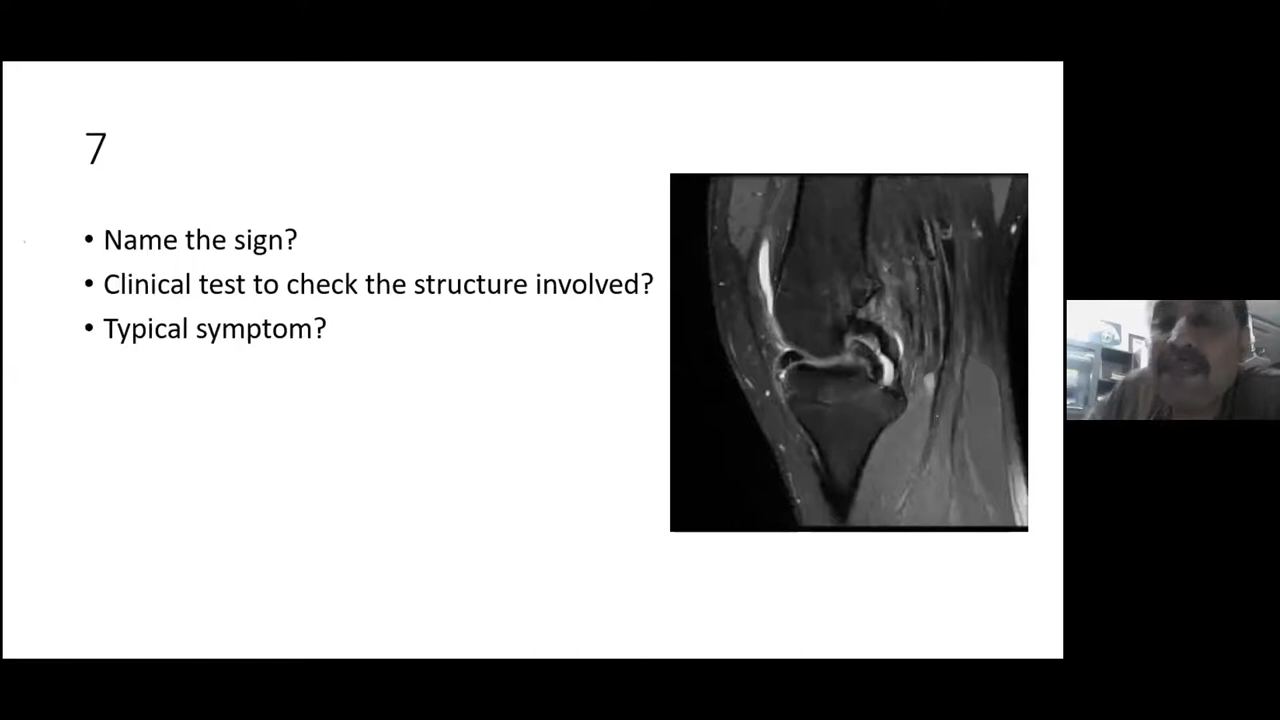 7
• Name the sign?
• Clinical test to check the structure involved?
• Typical symptom?